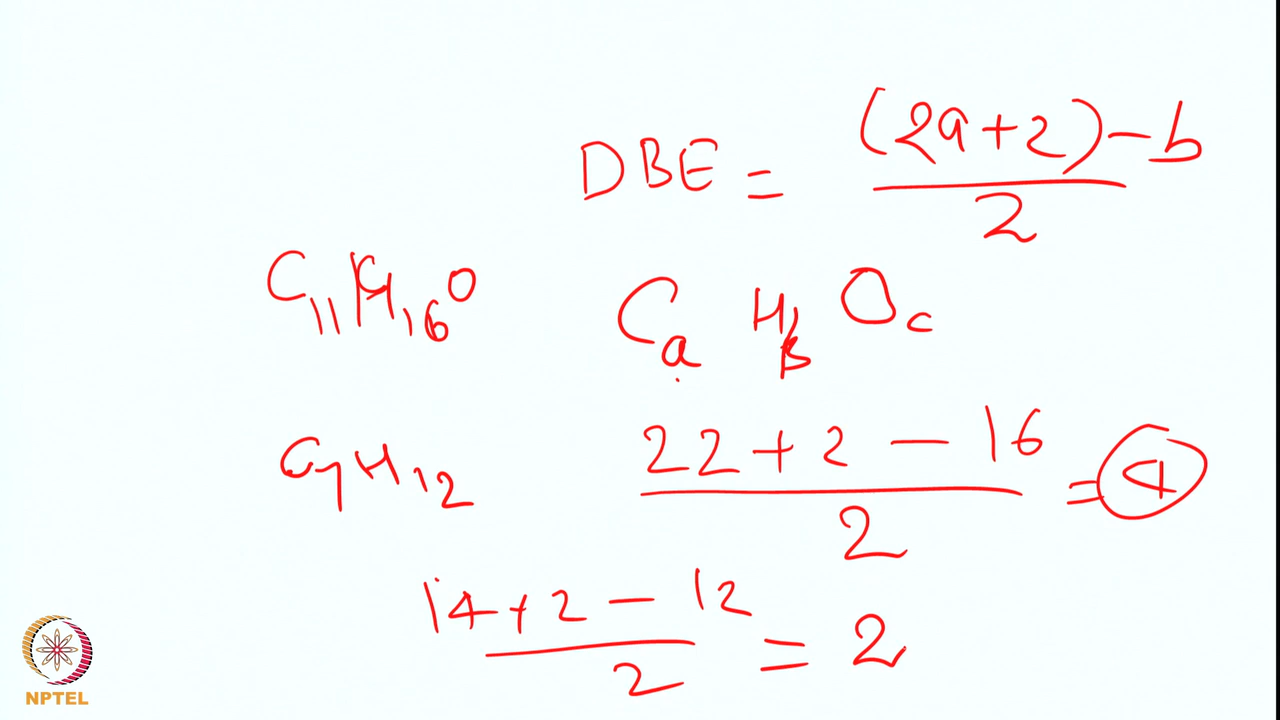 DBE = (2a+2)-b / 2
C11H16O CaHbOc
C7H12 22+2-16 / 2 = 4
14+2-12 / 2 = 2
NPTEL